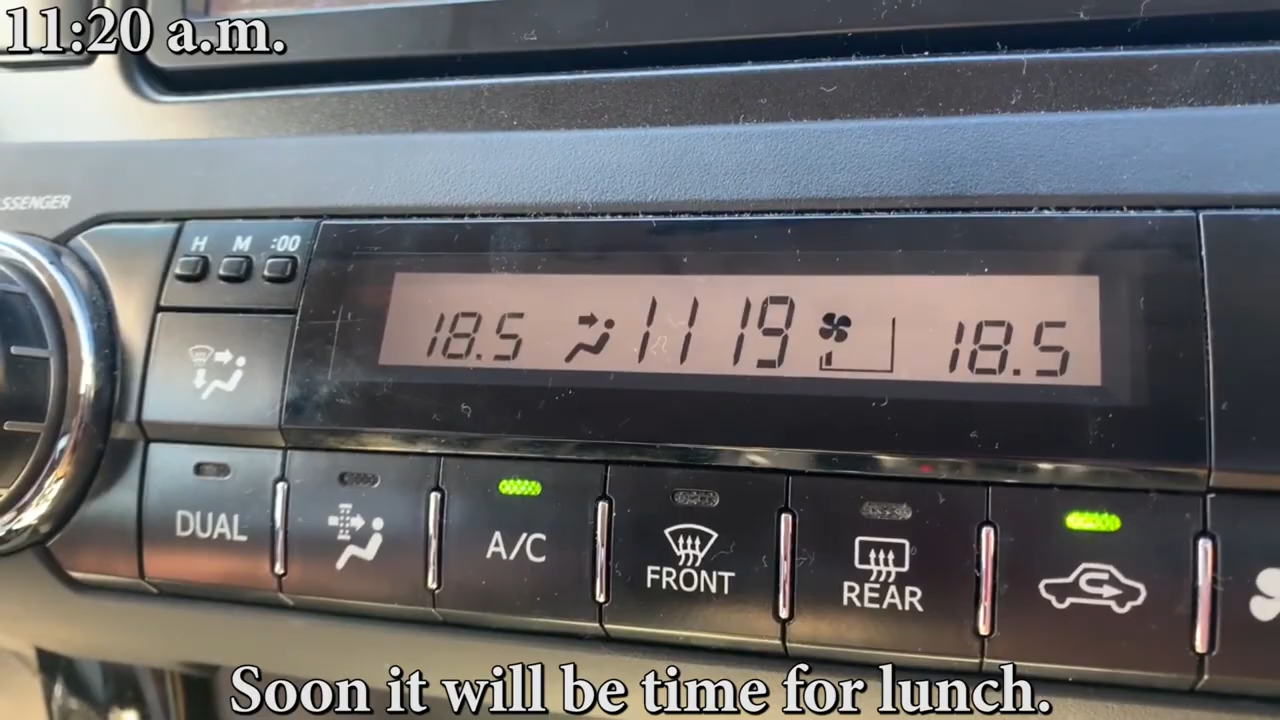 11:20 a.m.
SSENGER
H M :00
18.5 11 19 18.5
DUAL
A/C
FRONT
REAR
Soon it will be time for lunch.